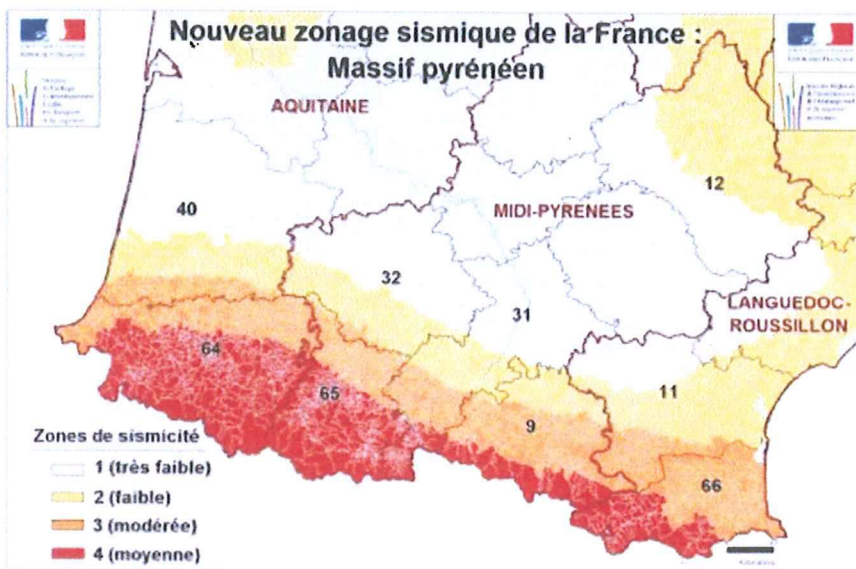 Nouveau zonage sismique de la France :
Massif pyrénéen
AQUITAINE
MIDI-PYRENEES
LANGUEDOC-
ROUSSILLON
12
40
32
31
64
65
11
9
66
Zones de sismicité
1 (très faible)
2 (faible)
3 (modérée)
4 (moyenne)